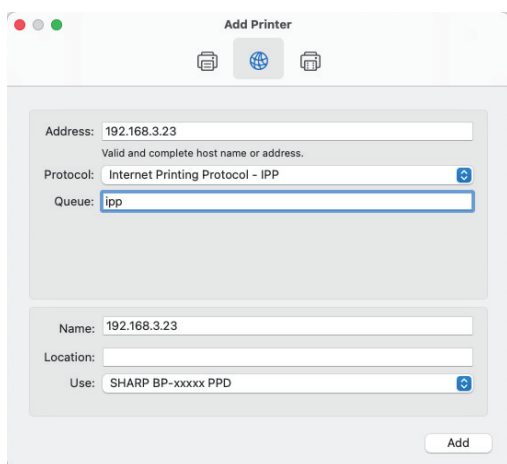 Add Printer
Address: 192.168.3.23
Valid and complete host name or address.
Protocol: Internet Printing Protocol - IPP
Queue: ipp
Name: 192.168.3.23
Location:
Use: SHARP BP-xxxxx PPD
Add